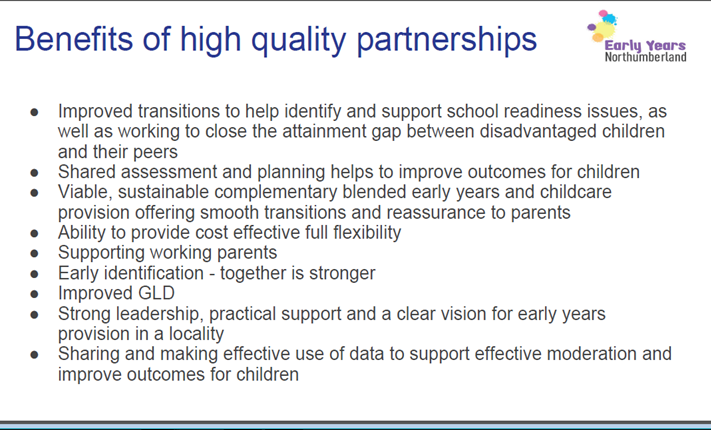 Benefits of high quality partnerships
Early Years
Northumberland
● Improved transitions to help identify and support school readiness issues, as
well as working to close the attainment gap between disadvantaged children
and their peers
● Shared assessment and planning helps to improve outcomes for children
● Viable, sustainable complementary blended early years and childcare
provision offering smooth transitions and reassurance to parents
● Ability to provide cost effective full flexibility
● Supporting working parents
● Early identification - together is stronger
● Improved GLD
● Strong leadership, practical support and a clear vision for early years
provision in a locality
● Sharing and making effective use of data to support effective moderation and
improve outcomes for children